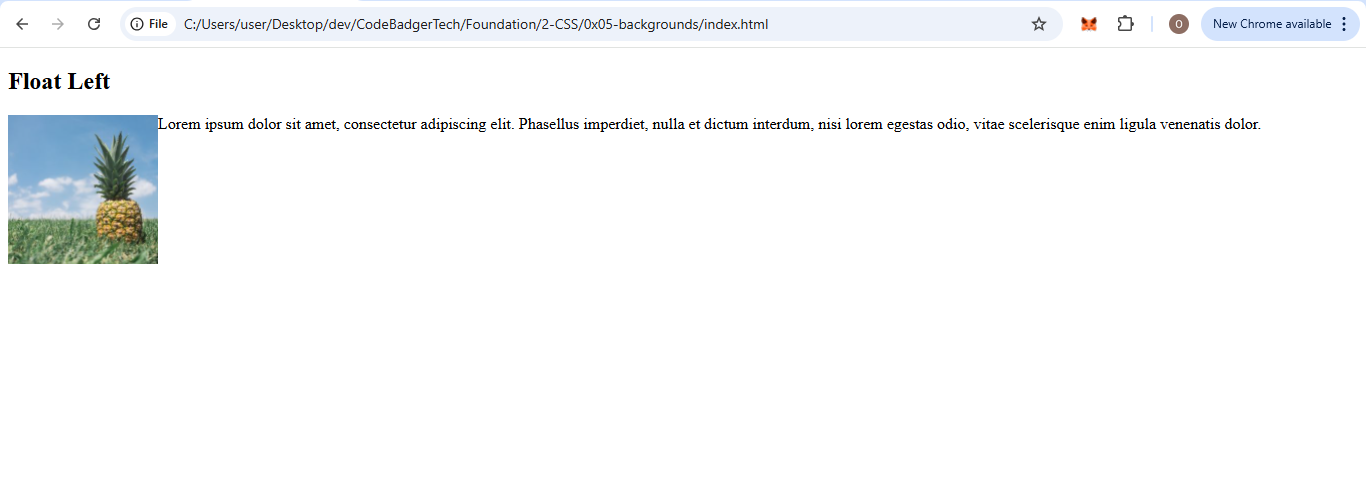 File C:/Users/user/Desktop/dev/CodeBadgerTech/Foundation/2-CSS/0x05-backgrounds/index.html O New Chrome available
Float Left
Lorem ipsum dolor sit amet, consectetur adipiscing elit. Phasellus imperdiet, nulla et dictum interdum, nisi lorem egestas odio, vitae scelerisque enim ligula venenatis dolor.